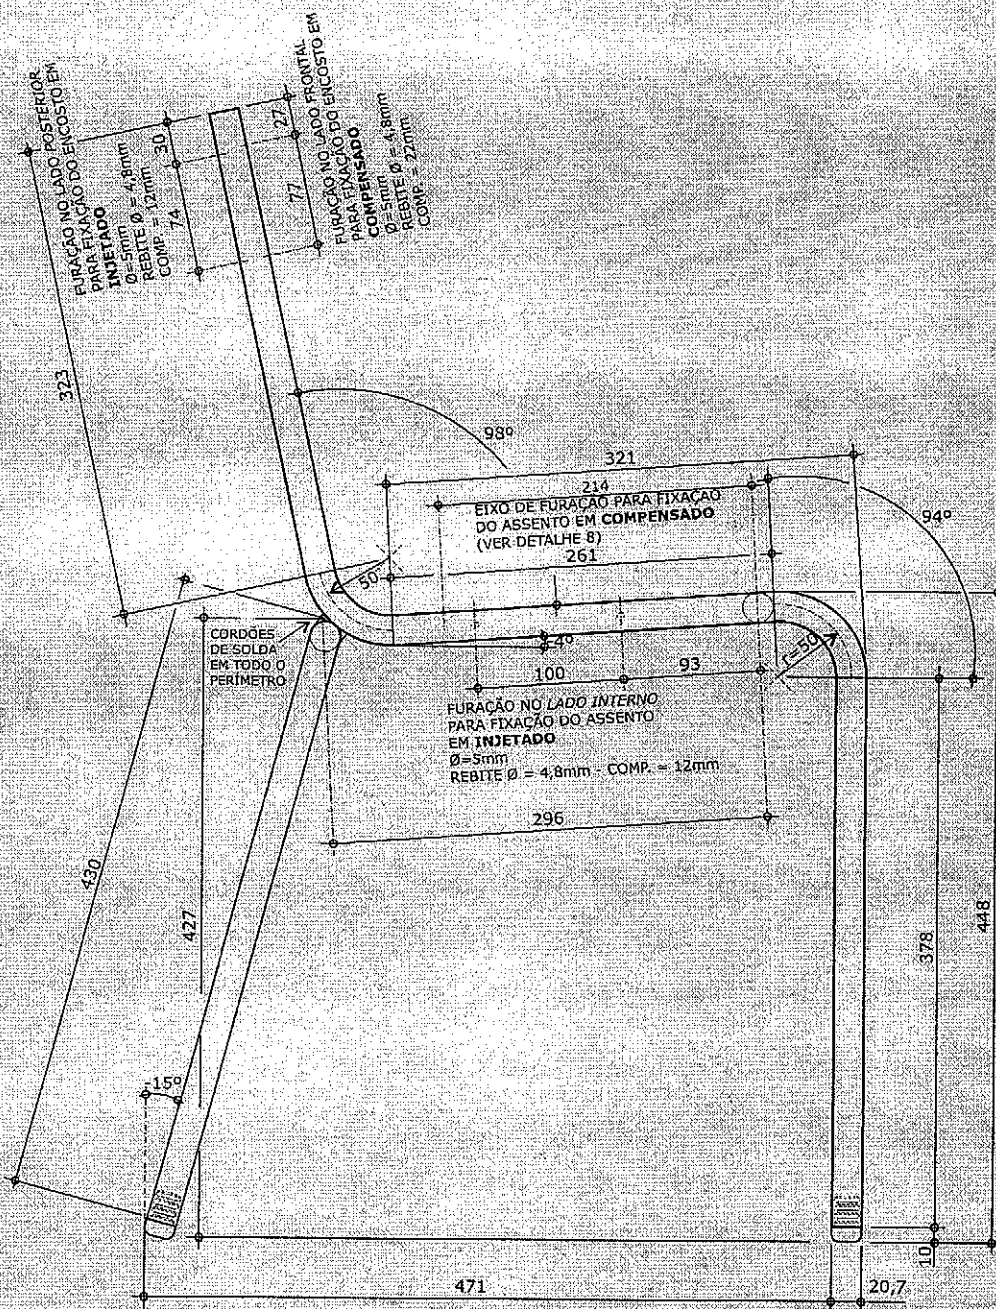 FURAÇÃO NO LADO POSTERIOR
PARA FIXAÇÃO DO ENCOSTO EM
INJETADO
Ø=5mm
REBITE Ø = 4,8mm
COMP. = 12mm
30
74
27
77
FURAÇÃO NO LADO FRONTAL
PARA FIXAÇÃO DO ENCOSTO EM
COMPENSADO
Ø=5mm
REBITE Ø = 4,8mm
COMP. = 22mm
323
98º
321
214
EIXO DE FURAÇÃO PARA FIXAÇÃO
DO ASSENTO EM COMPENSADO
(VER DETALHE 8)
261
94º
50
CORDÕES
DE SOLDA
EM TODO O
PERÍMETRO
4º
r=50
100
93
FURAÇÃO NO LADO INTERNO
PARA FIXAÇÃO DO ASSENTO
EM INJETADO
Ø=5mm
REBITE Ø = 4,8mm - COMP. = 12mm
296
430
427
378
448
15º
10
471
20,7